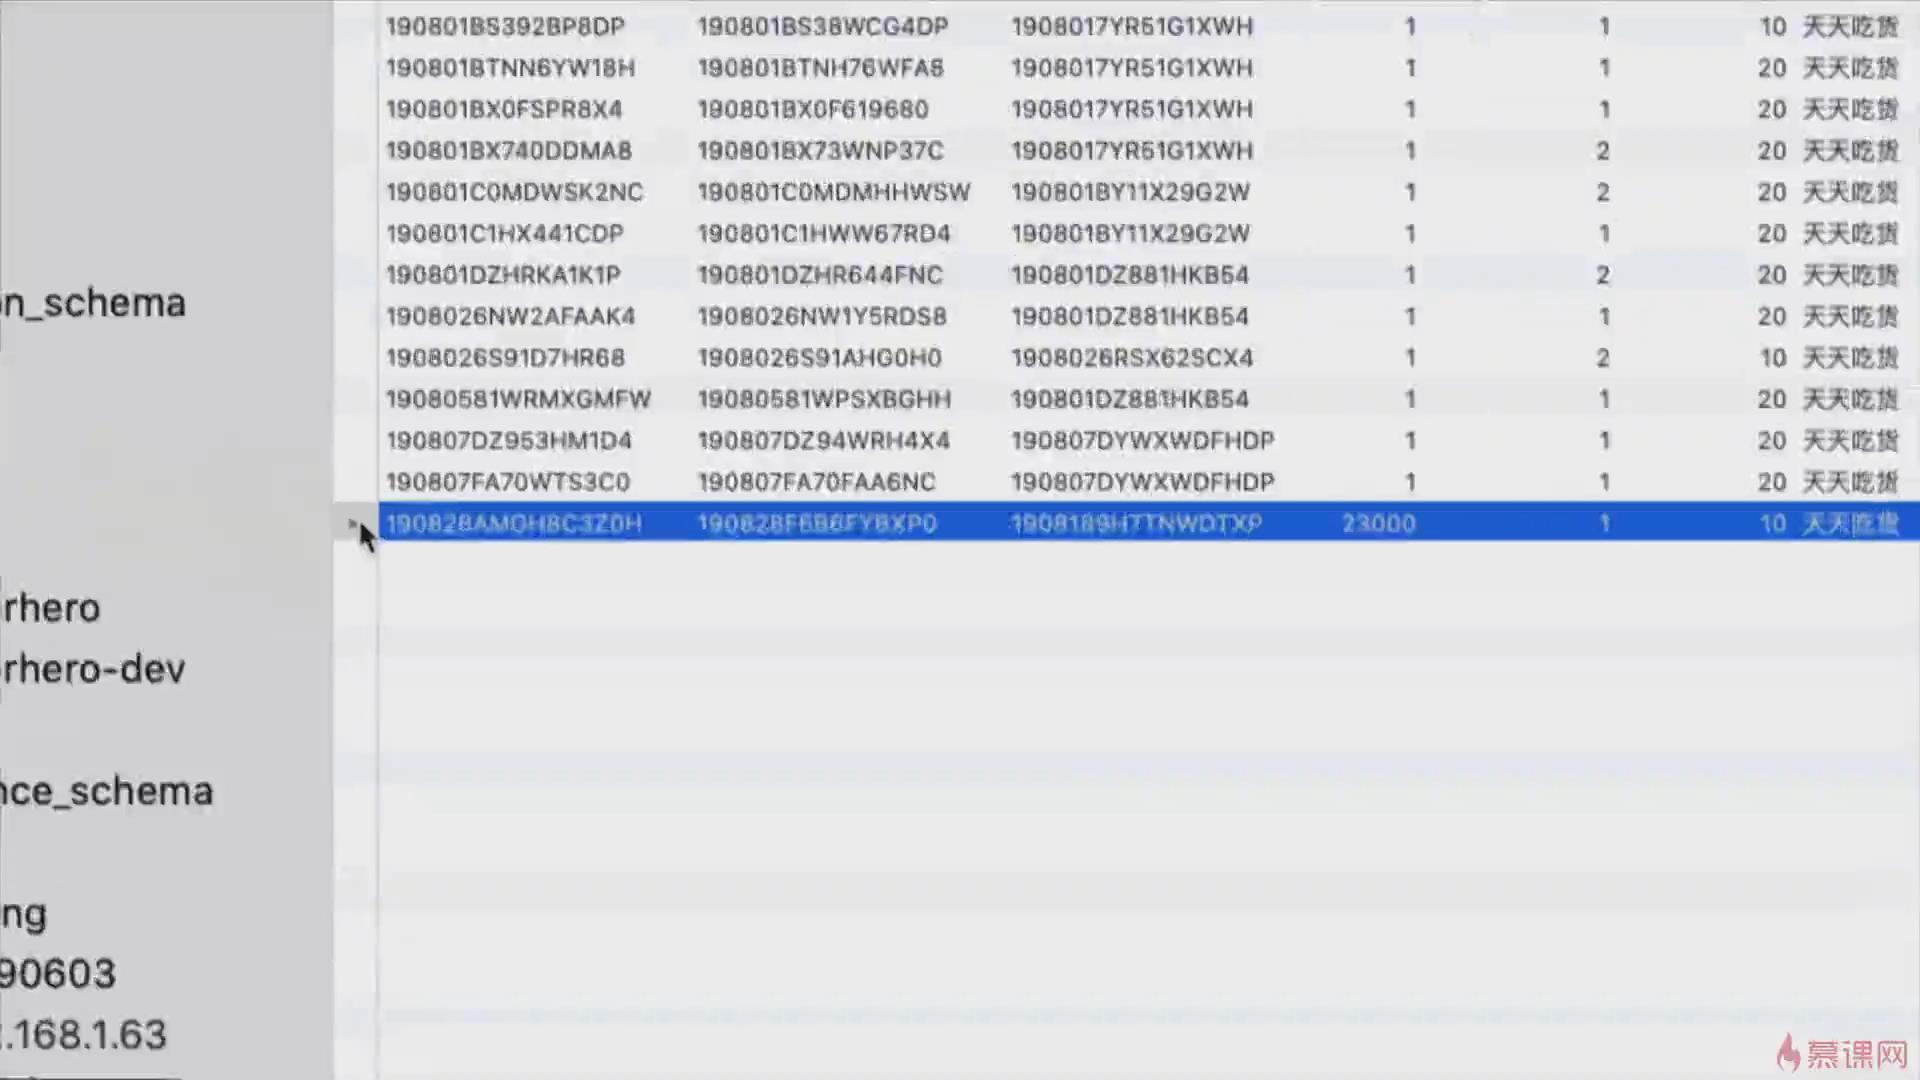 190801BS392BP8DP 190801BS38WCG4DP 1908017YR51G1XWH 1 1 10 天天吃货
190801BTNN6YW18H 190801BTNH76WFA8 1908017YR51G1XWH 1 1 20 天天吃货
190801BX0FSPR8X4 190801BX0F619680 1908017YR51G1XWH 1 1 20 天天吃货
190801BX740DDMA8 190801BX73WNP37C 1908017YR51G1XWH 1 2 20 天天吃货
190801C0MDWSK2NC 190801C0MDMHHWSW 190801BY11X29G2W 1 2 20 天天吃货
190801C1HX441CDP 190801C1HWW67RD4 190801BY11X29G2W 1 1 20 天天吃货
190801DZHRKA1K1P 190801DZHR644FNC 190801DZ881HKB54 1 2 20 天天吃货
on_schema
1908026NW2AFAAK4 1908026NW1Y5RDS8 190801DZ881HKB54 1 1 20 天天吃货
1908026S91D7HR68 1908026S91AHG0H0 1908026RSX62SCX4 1 2 10 天天吃货
19080581WRMXGMFW 19080581WPSXBGHH 190801DZ881HKB54 1 1 20 天天吃货
190807DZ953HM1D4 190807DZ94WRH4X4 190807DYWXWDFHDP 1 1 20 天天吃货
190807FA70WTS3C0 190807FA70FAA6NC 190807DYWXWDFHDP 1 1 20 天天吃货
23000 1 10 天天吃货
rhero
rhero-dev
nce_schema
ng
90603
.168.1.63
慕课网